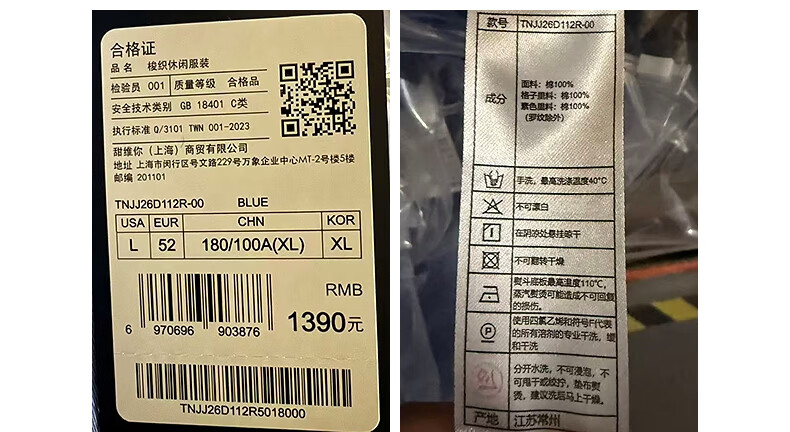 合格证
品 名 梭织休闲服装
检验员 001 质量等级 合格品
安全技术类别 GB 18401 C类
执行标准 Q/3101 TWN 001-2023
甜维你（上海）商贸有限公司
地址 上海市闵行区号文路229号万象企业中心MT-2号楼5楼
邮编 201101
TNJJ26D112R-00 BLUE
USA EUR CHN KOR
L 52 180/100A(XL) XL
RMB
1390元
6 970696 903876
TNJJ26D112R5018000
款号 TNJJ26D112R-00
成分
面料：棉100%
格子里料：棉100%
素色里料：棉100%
（罗纹除外）
手洗，最高洗涤温度40°C
不可漂白
在阴凉处悬挂晾干
不可翻转干燥
熨斗底板最高温度110℃，
蒸汽熨烫可能造成不可回复
的损伤。
使用四氯乙烯和符号F代表
的所有溶剂的专业干洗，缓
和干洗
分开水洗，不可浸泡，不
可甩干或绞拧，垫布熨
烫，建议洗后马上干燥。
产地 江苏常州